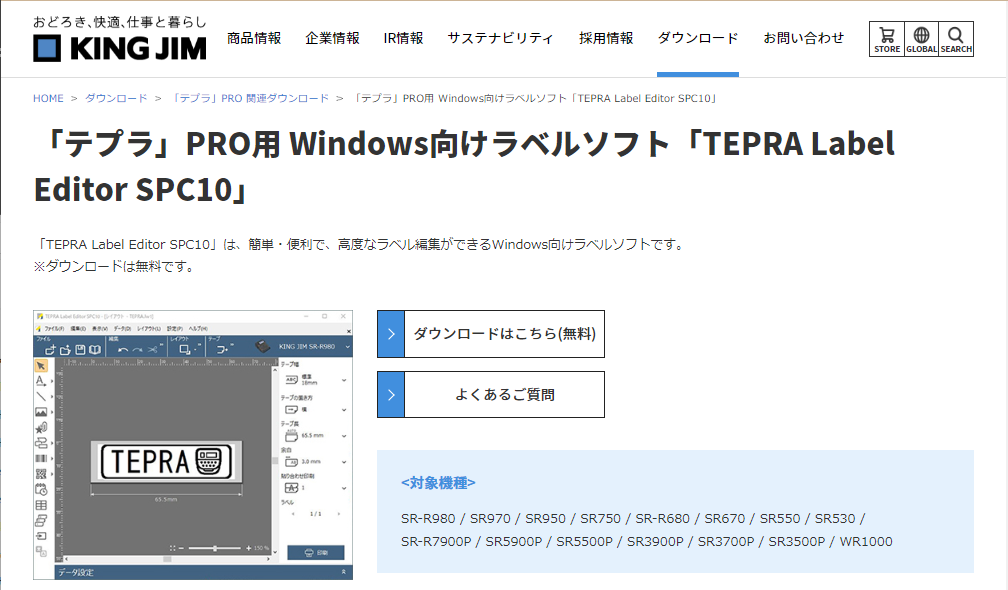 おどろき、快適、仕事と暮らし
KING JIM
商品情報 企業情報 IR情報 サステナビリティ 採用情報 ダウンロード お問い合わせ
STORE GLOBAL SEARCH
HOME > ダウンロード > 「テプラ」PRO 関連ダウンロード > 「テプラ」PRO用 Windows向けラベルソフト「TEPRA Label Editor SPC10」
「テプラ」PRO用 Windows向けラベルソフト「TEPRA Label
Editor SPC10」
「TEPRA Label Editor SPC10」は、簡単・便利で、高度なラベル編集ができるWindows向けラベルソフトです。
※ダウンロードは無料です。
ファイル(F) 編集(E) 表示(V) データ(D) レイアウト(L) 設定(P) ヘルプ(H)
ファイル 編集 レイアウト テープ
KING JIM SR-R980
テープ幅
標準
18mm
テープの置き方
横
テープ長
65.5 mm
余白
3.0 mm
貼り合わせ印刷
1
ラベル
1 / 1
TEPRA
65.5mm
150 %
印刷
データ設定
ダウンロードはこちら(無料)
よくあるご質問
<対象機種>
SR-R980 / SR970 / SR950 / SR750 / SR-R680 / SR670 / SR550 / SR530 /
SR-R7900P / SR5900P / SR5500P / SR3900P / SR3700P / SR3500P / WR1000